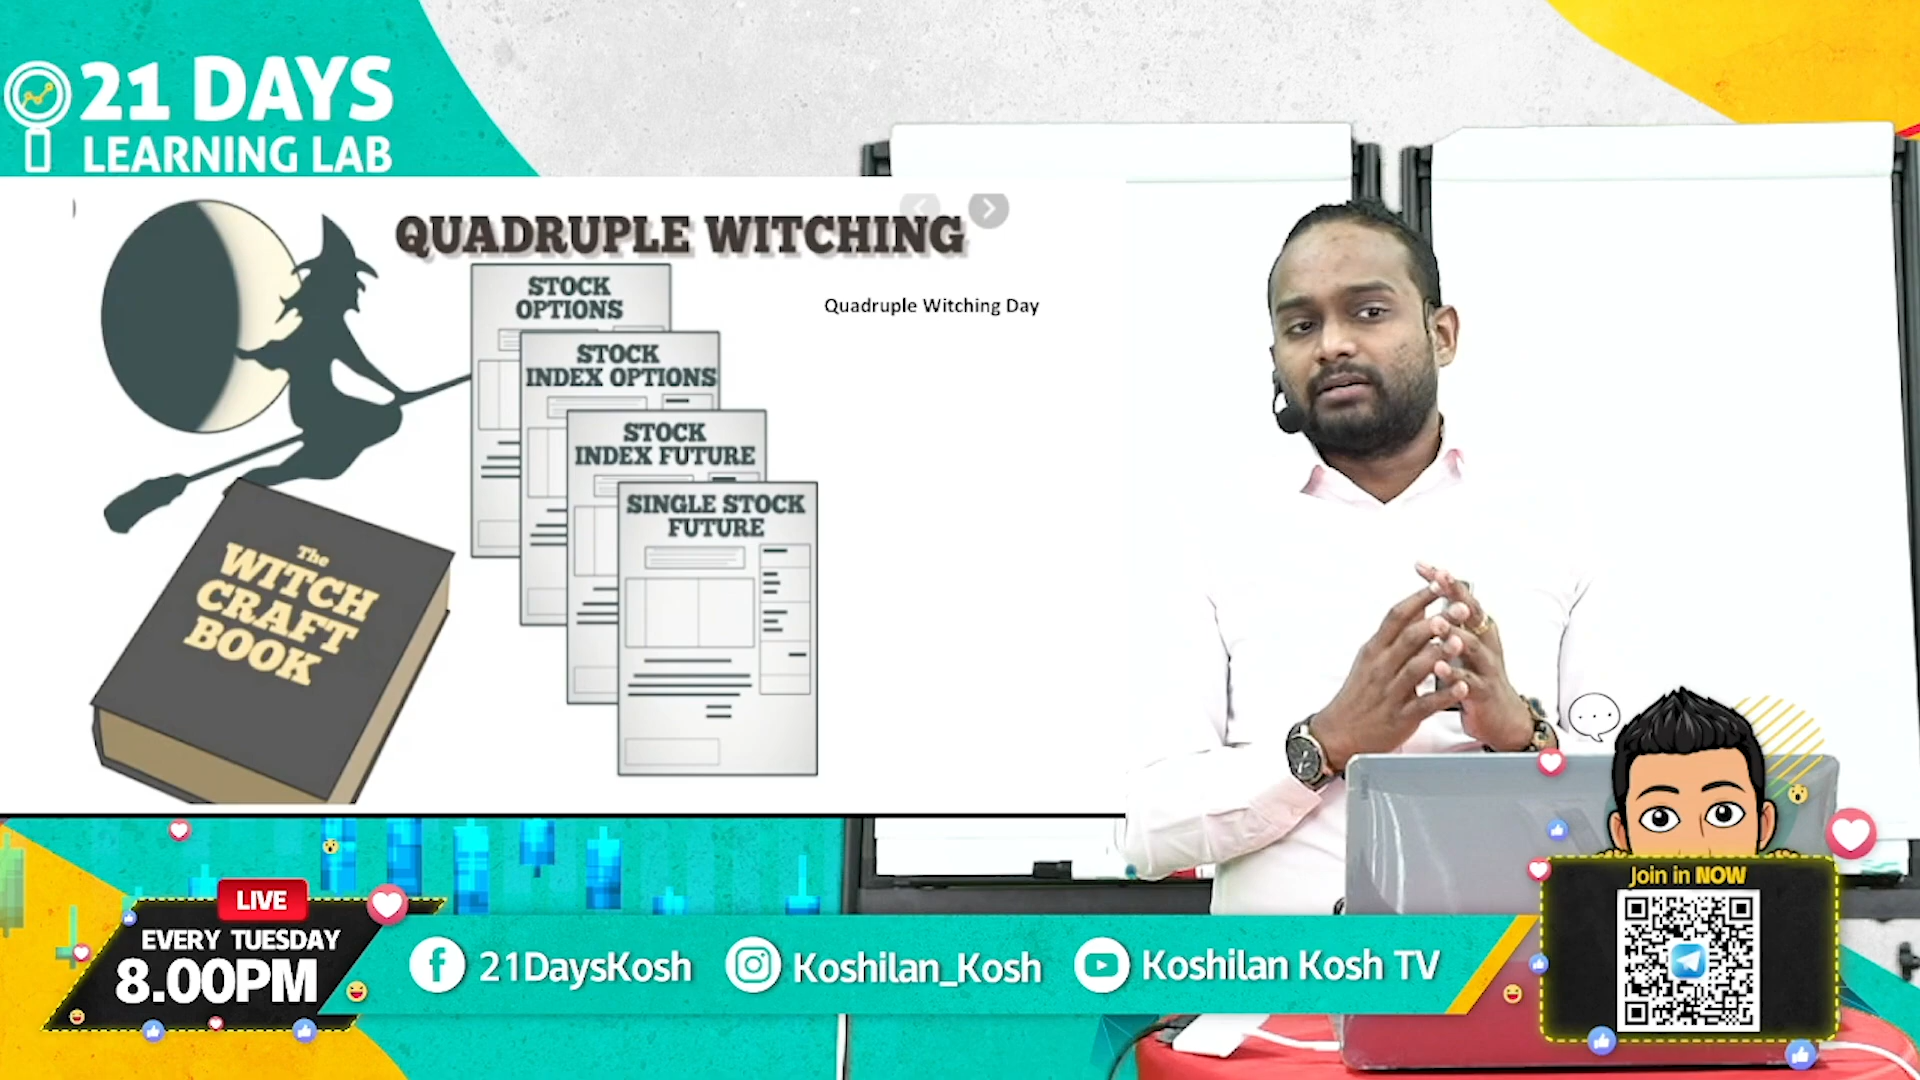 21 DAYS
LEARNING LAB
QUADRUPLE WITCHING
Quadruple Witching Day
STOCK
OPTIONS
STOCK
INDEX OPTIONS
STOCK
INDEX FUTURE
SINGLE STOCK
FUTURE
The
WITCH
CRAFT
BOOK
LIVE
EVERY TUESDAY
8.00PM
21DaysKosh
Koshilan_Kosh
Koshilan Kosh TV
Join in NOW